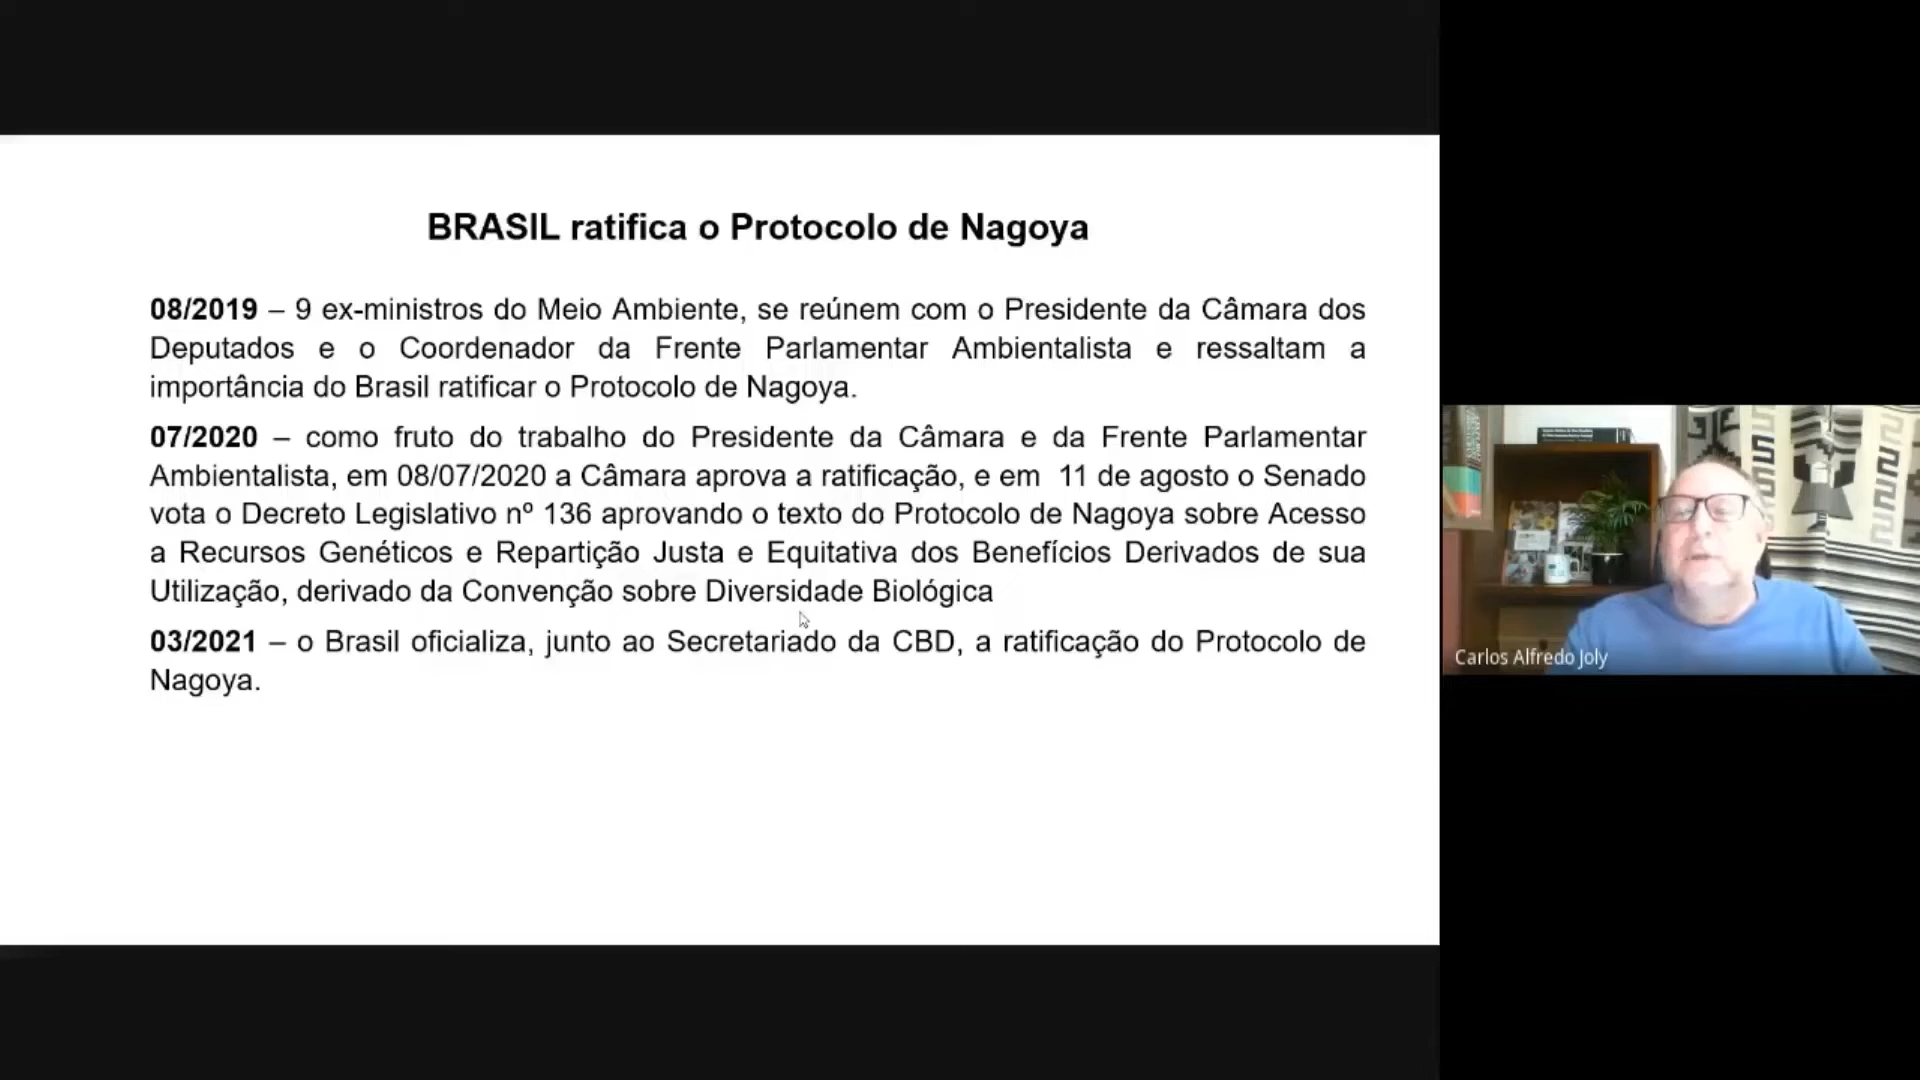 BRASIL ratifica o Protocolo de Nagoya
08/2019 – 9 ex-ministros do Meio Ambiente, se reúnem com o Presidente da Câmara dos
Deputados e o Coordenador da Frente Parlamentar Ambientalista e ressaltam a
importância do Brasil ratificar o Protocolo de Nagoya.
07/2020 – como fruto do trabalho do Presidente da Câmara e da Frente Parlamentar
Ambientalista, em 08/07/2020 a Câmara aprova a ratificação, e em 11 de agosto o Senado
vota o Decreto Legislativo nº 136 aprovando o texto do Protocolo de Nagoya sobre Acesso
a Recursos Genéticos e Repartição Justa e Equitativa dos Benefícios Derivados de sua
Utilização, derivado da Convenção sobre Diversidade Biológica
03/2021 – o Brasil oficializa, junto ao Secretariado da CBD, a ratificação do Protocolo de
Nagoya.
Carlos Alfredo Joly